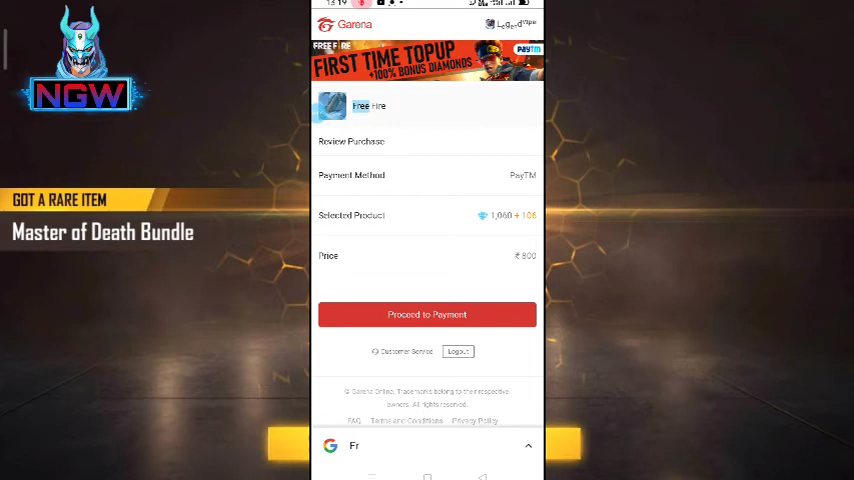 13:19
Garena
NGW
FREE FIRE
FIRST TIME TOPUP
+100% BONUS DIAMONDS
PAYTM
Free Fire
Review Purchase
Payment Method PayTM
GOT A RARE ITEM
Selected Product 1,060 + 106
Master of Death Bundle
Price ₹ 800
Proceed to Payment
Customer Service Logout
© Garena Online. Trademarks belong to their respective
owners. All rights reserved.
FAQ Terms and Conditions Privacy Policy
G Fr